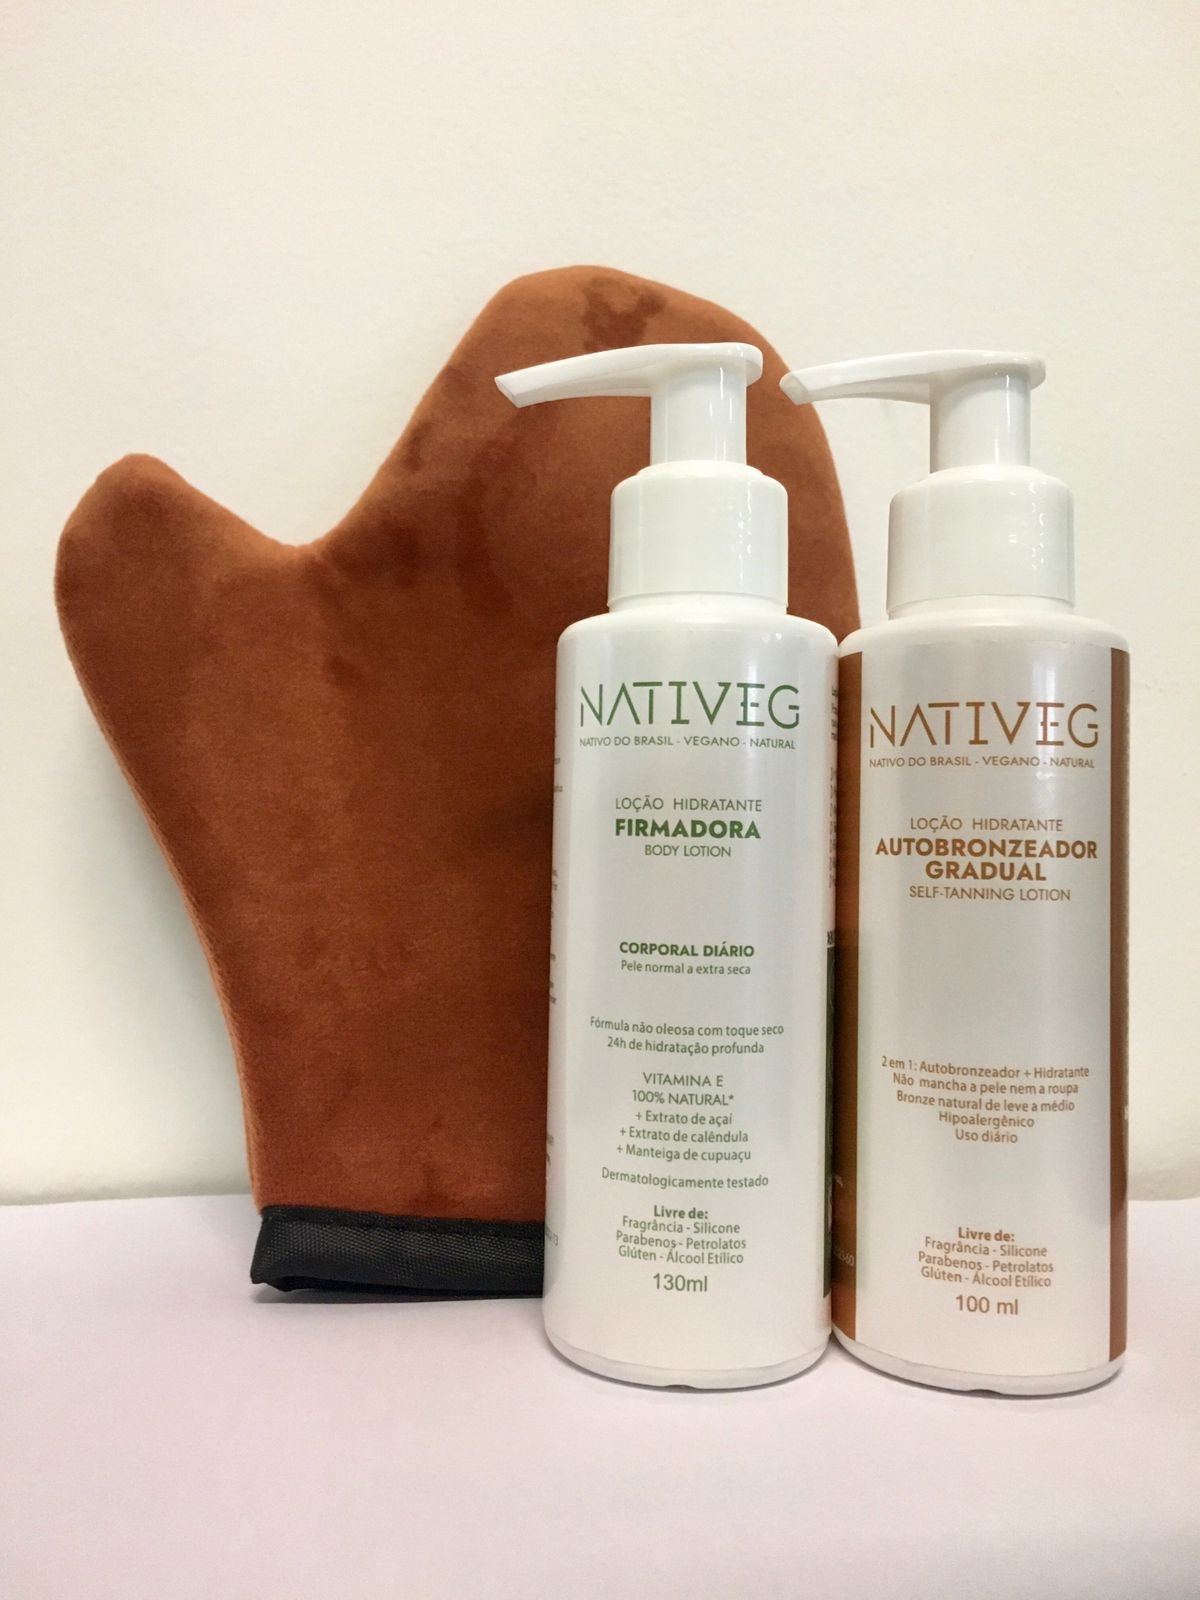 NATIVEG
NATIVO DO BRASIL - VEGANO - NATURAL
LOÇÃO HIDRATANTE
FIRMADORA
BODY LOTION
CORPORAL DIÁRIO
Pele normal a extra seca
Fórmula não oleosa com toque seco
24h de hidratação profunda
VITAMINA E
100% NATURAL*
+ Extrato de açaí
+ Extrato de calêndula
+ Manteiga de cupuaçu
Dermatologicamente testado
Livre de:
Fragrância - Silicone
Parabenos - Petrolatos
Glúten - Álcool Etílico
130ml
NATIVEG
NATIVO DO BRASIL - VEGANO - NATURAL
LOÇÃO HIDRATANTE
AUTOBRONZEADOR
GRADUAL
SELF-TANNING LOTION
2 em 1: Autobronzeador + Hidratante
Não mancha a pele nem a roupa
Bronze natural de leve a médio
Hipoalergênico
Uso diário
Livre de:
Fragrância - Silicone
Parabenos - Petrolatos
Glúten - Álcool Etílico
100 ml